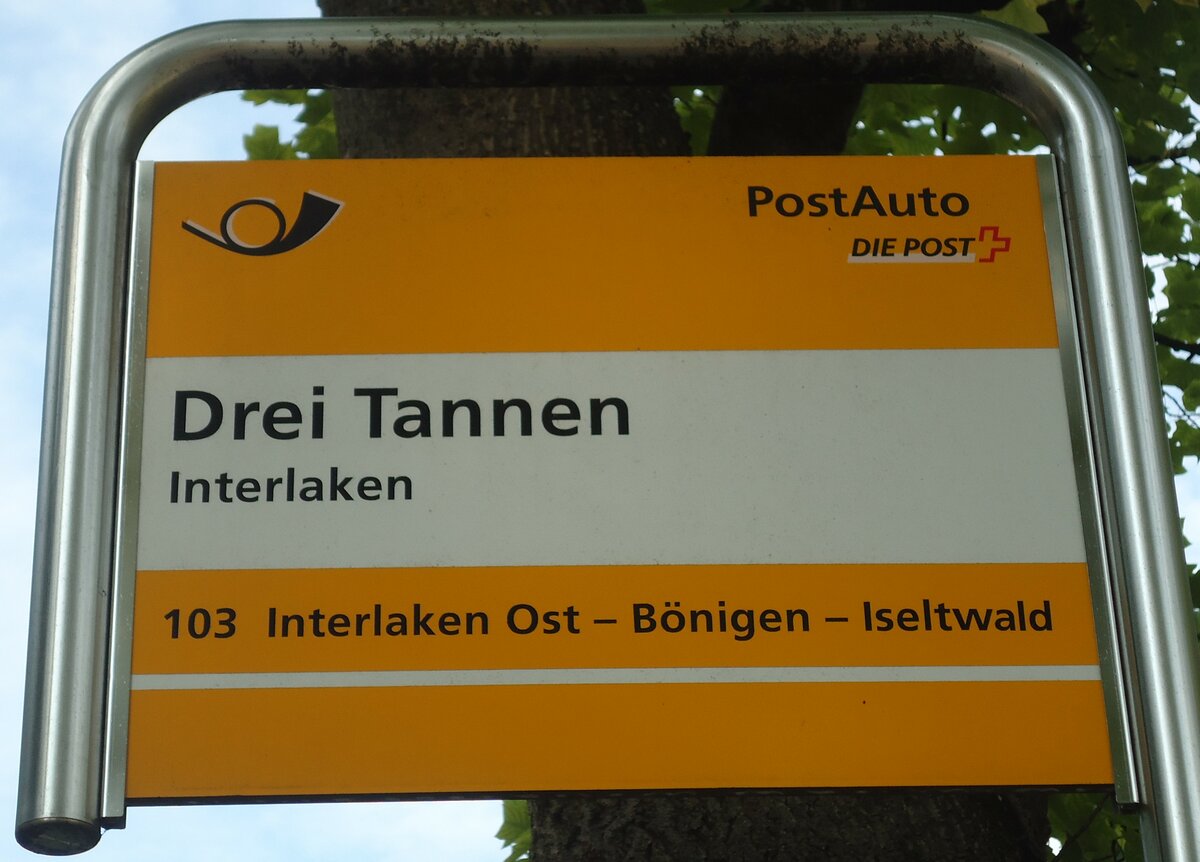 PostAuto
DIE POST
Drei Tannen
Interlaken
103 Interlaken Ost – Bönigen – Iseltwald